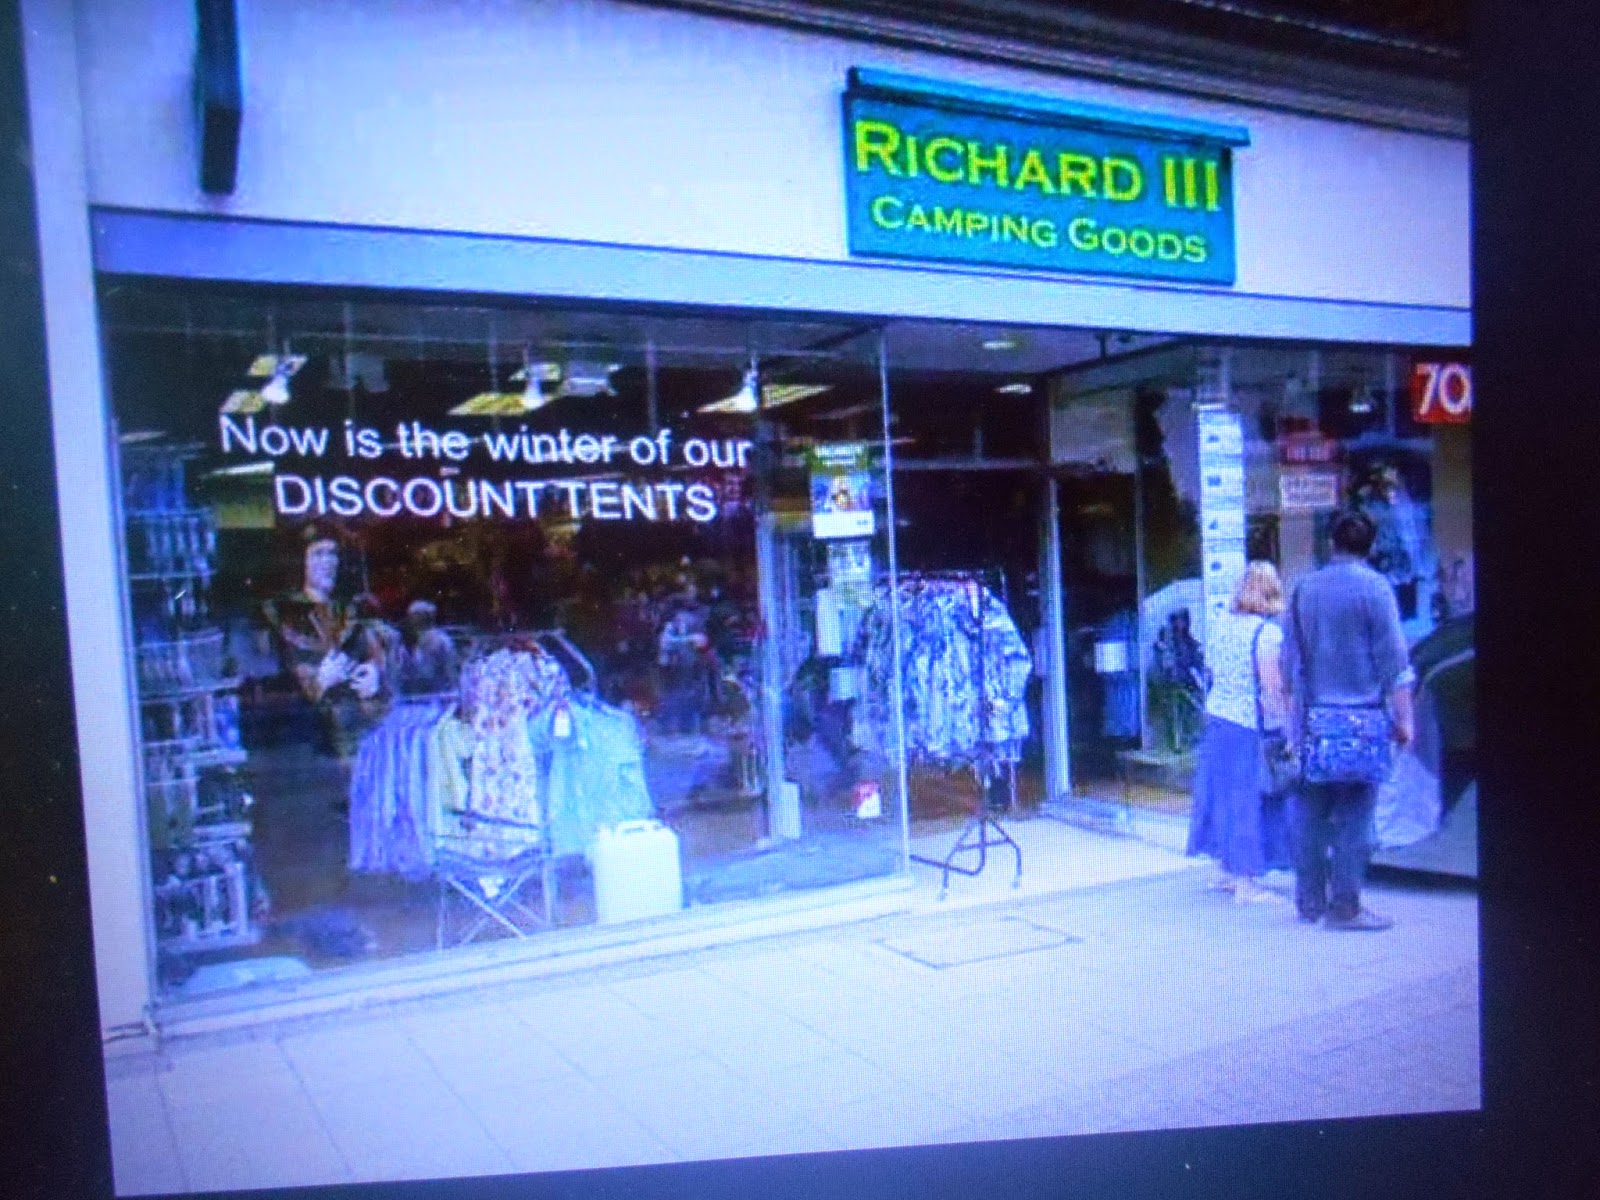 RICHARD III
CAMPING GOODS
Now is the winter of our
DISCOUNT TENTS
70